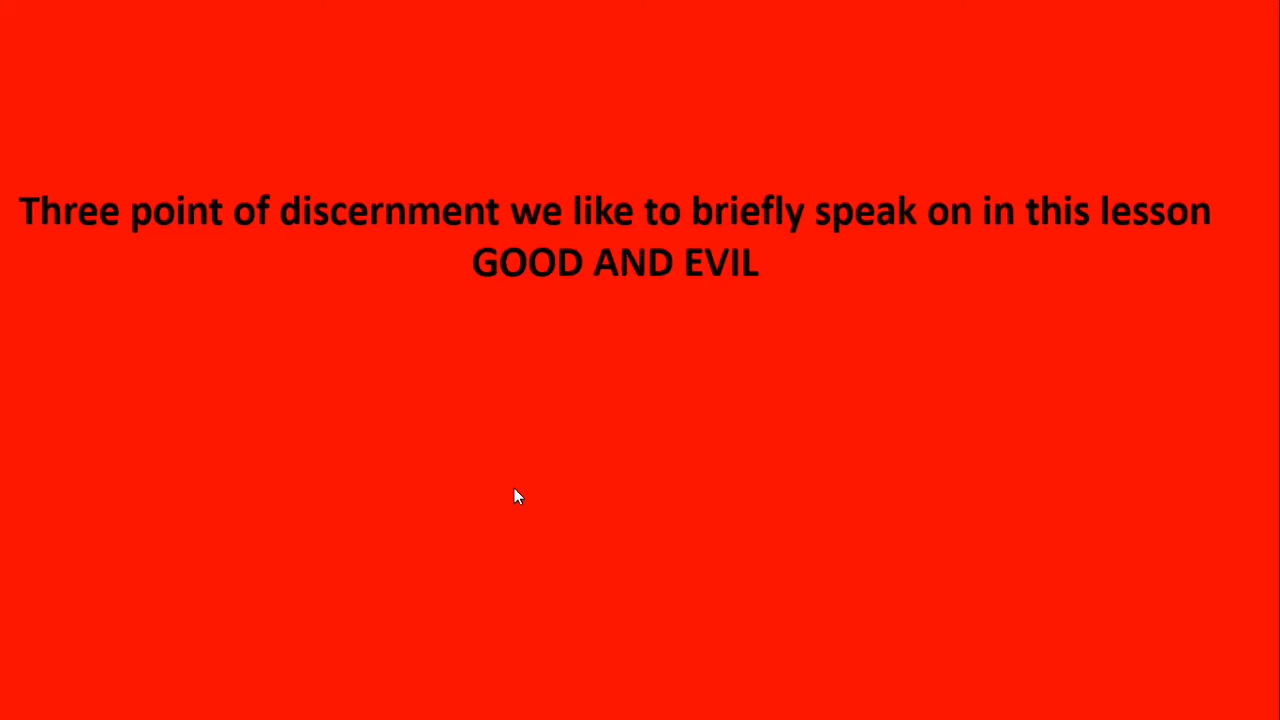 Three point of discernment we like to briefly speak on in this lesson
GOOD AND EVIL